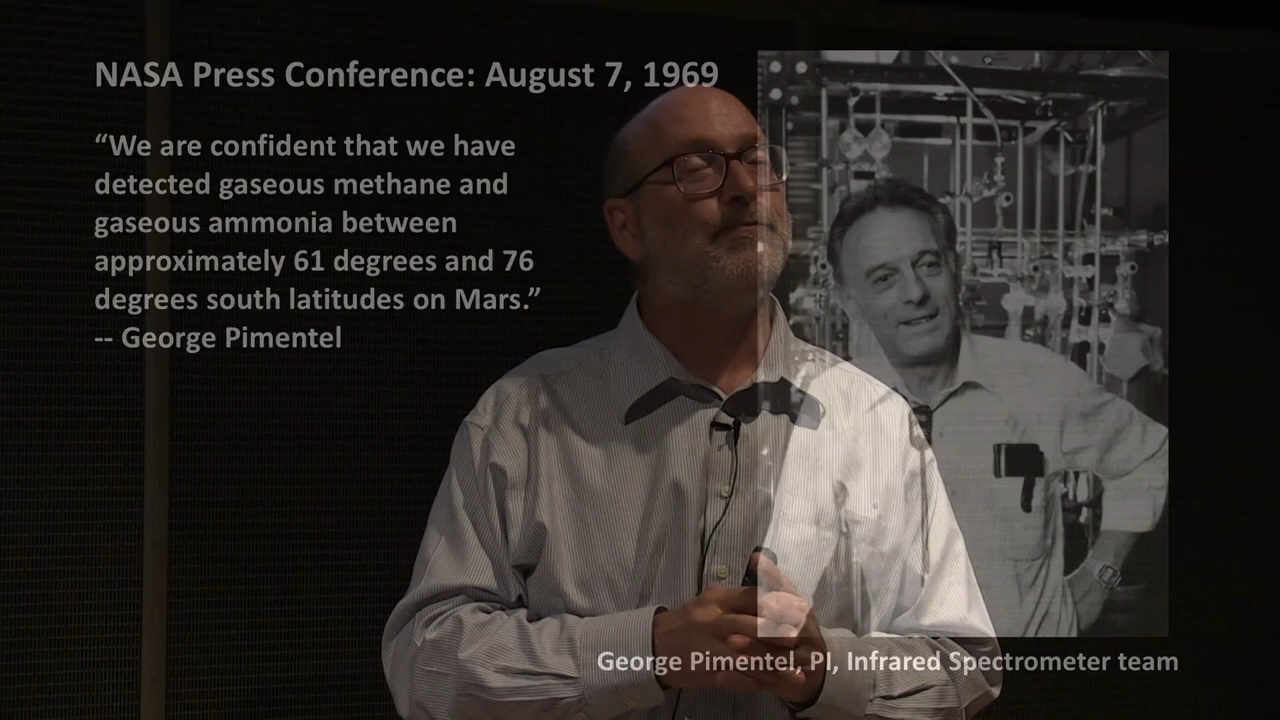 NASA Press Conference: August 7, 1969
“We are confident that we have
detected gaseous methane and
gaseous ammonia between
approximately 61 degrees and 76
degrees south latitudes on Mars.”
-- George Pimentel
George Pimentel, PI, Infrared Spectrometer team